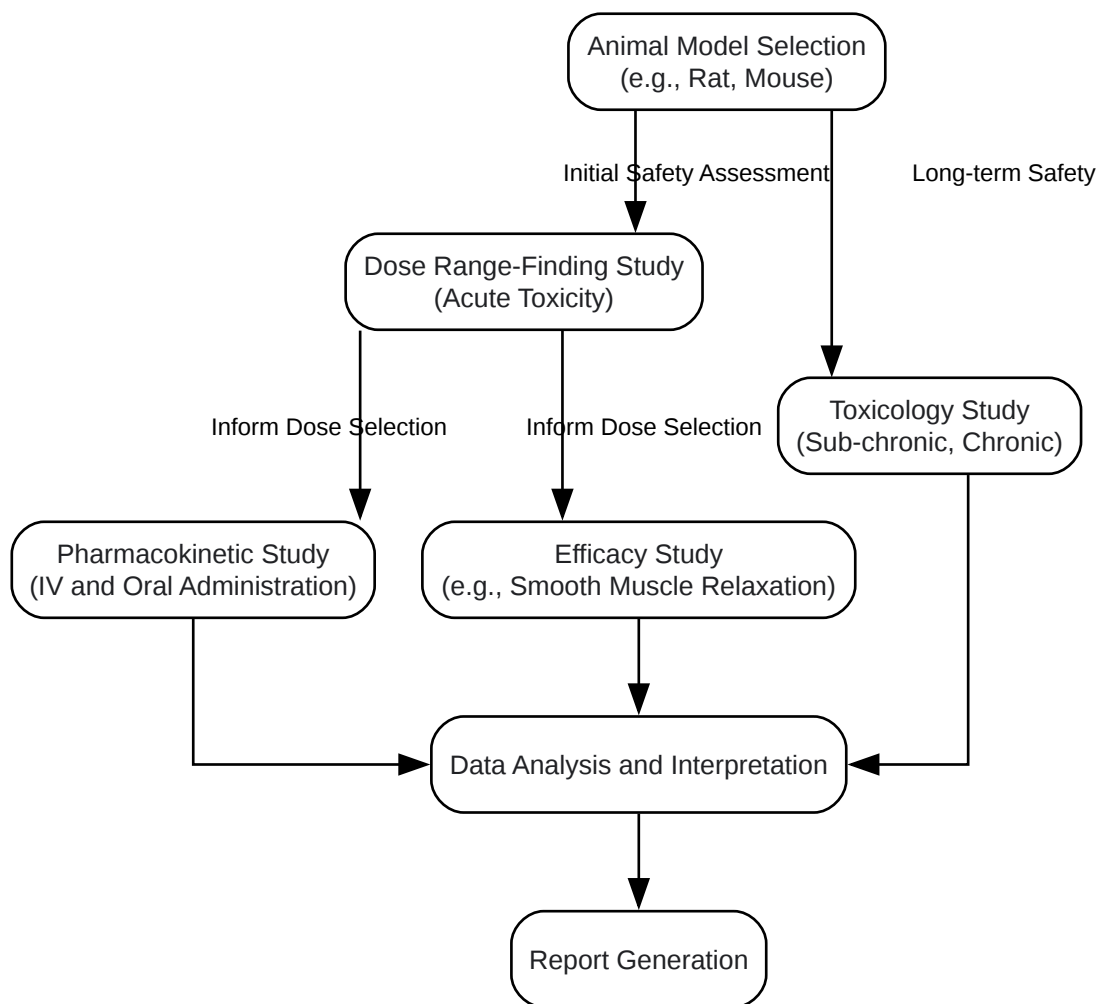 Animal Model Selection
(e.g., Rat, Mouse)
Initial Safety Assessment
Long-term Safety
Dose Range-Finding Study
(Acute Toxicity)
Inform Dose Selection
Inform Dose Selection
Toxicology Study
(Sub-chronic, Chronic)
Pharmacokinetic Study
(IV and Oral Administration)
Efficacy Study
(e.g., Smooth Muscle Relaxation)
Data Analysis and Interpretation
Report Generation